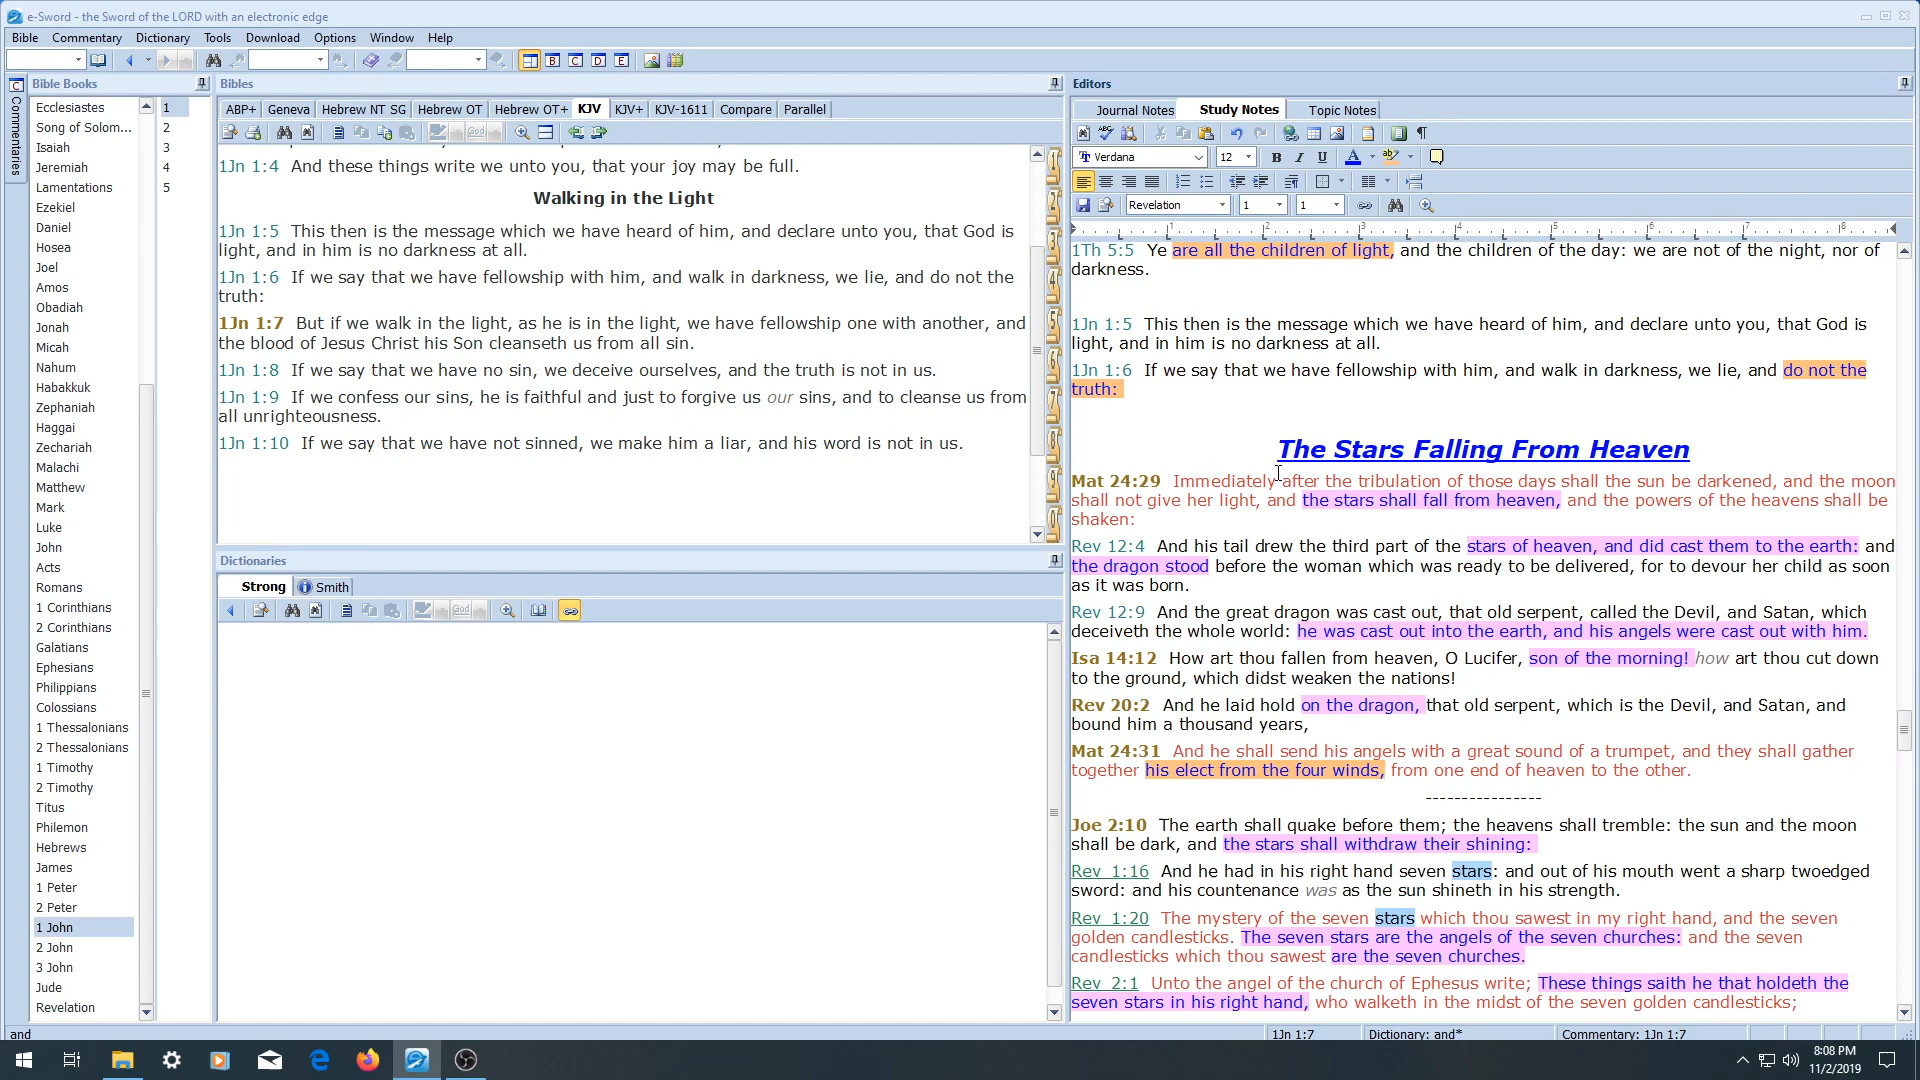 e-Sword - the Sword of the LORD with an electronic edge
Bible Commentary Dictionary Tools Download Options Window Help
B C D E
Commentaries
Bible Books
Ecclesiastes
Song of Solom...
Isaiah
Jeremiah
Lamentations
Ezekiel
Daniel
Hosea
Joel
Amos
Obadiah
Jonah
Micah
Nahum
Habakkuk
Zephaniah
Haggai
Zechariah
Malachi
Matthew
Mark
Luke
John
Acts
Romans
1 Corinthians
2 Corinthians
Galatians
Ephesians
Philippians
Colossians
1 Thessalonians
2 Thessalonians
1 Timothy
2 Timothy
Titus
Philemon
Hebrews
James
1 Peter
2 Peter
1 John
2 John
3 John
Jude
Revelation
1
2
3
4
5
Bibles
ABP+ Geneva Hebrew NT SG Hebrew OT Hebrew OT+ KJV KJV+ KJV-1611 Compare Parallel
1Jn 1:4 And these things write we unto you, that your joy may be full.
Walking in the Light
1Jn 1:5 This then is the message which we have heard of him, and declare unto you, that God is
light, and in him is no darkness at all.
1Jn 1:6 If we say that we have fellowship with him, and walk in darkness, we lie, and do not the
truth:
1Jn 1:7 But if we walk in the light, as he is in the light, we have fellowship one with another, and
the blood of Jesus Christ his Son cleanseth us from all sin.
1Jn 1:8 If we say that we have no sin, we deceive ourselves, and the truth is not in us.
1Jn 1:9 If we confess our sins, he is faithful and just to forgive us our sins, and to cleanse us from
all unrighteousness.
1Jn 1:10 If we say that we have not sinned, we make him a liar, and his word is not in us.
1
2
3
4
5
6
7
8
9
0
Dictionaries
Strong Smith
Editors
Journal Notes Study Notes Topic Notes
Verdana 12 B I U A
Revelation 1 1
1 2 3 4 5 6 7 8
1Th 5:5 Ye are all the children of light, and the children of the day: we are not of the night, nor of
darkness.
1Jn 1:5 This then is the message which we have heard of him, and declare unto you, that God is
light, and in him is no darkness at all.
1Jn 1:6 If we say that we have fellowship with him, and walk in darkness, we lie, and do not the
truth:
The Stars Falling From Heaven
Mat 24:29 Immediately after the tribulation of those days shall the sun be darkened, and the moon
shall not give her light, and the stars shall fall from heaven, and the powers of the heavens shall be
shaken:
Rev 12:4 And his tail drew the third part of the stars of heaven, and did cast them to the earth: and
the dragon stood before the woman which was ready to be delivered, for to devour her child as soon
as it was born.
Rev 12:9 And the great dragon was cast out, that old serpent, called the Devil, and Satan, which
deceiveth the whole world: he was cast out into the earth, and his angels were cast out with him.
Isa 14:12 How art thou fallen from heaven, O Lucifer, son of the morning! how art thou cut down
to the ground, which didst weaken the nations!
Rev 20:2 And he laid hold on the dragon, that old serpent, which is the Devil, and Satan, and
bound him a thousand years,
Mat 24:31 And he shall send his angels with a great sound of a trumpet, and they shall gather
together his elect from the four winds, from one end of heaven to the other.
----------------
Joe 2:10 The earth shall quake before them; the heavens shall tremble: the sun and the moon
shall be dark, and the stars shall withdraw their shining:
Rev 1:16 And he had in his right hand seven stars: and out of his mouth went a sharp twoedged
sword: and his countenance was as the sun shineth in his strength.
Rev 1:20 The mystery of the seven stars which thou sawest in my right hand, and the seven
golden candlesticks. The seven stars are the angels of the seven churches: and the seven
candlesticks which thou sawest are the seven churches.
Rev 2:1 Unto the angel of the church of Ephesus write; These things saith he that holdeth the
seven stars in his right hand, who walketh in the midst of the seven golden candlesticks;
and 1Jn 1:7 Dictionary: and* Commentary: 1Jn 1:7
8:08 PM
11/2/2019